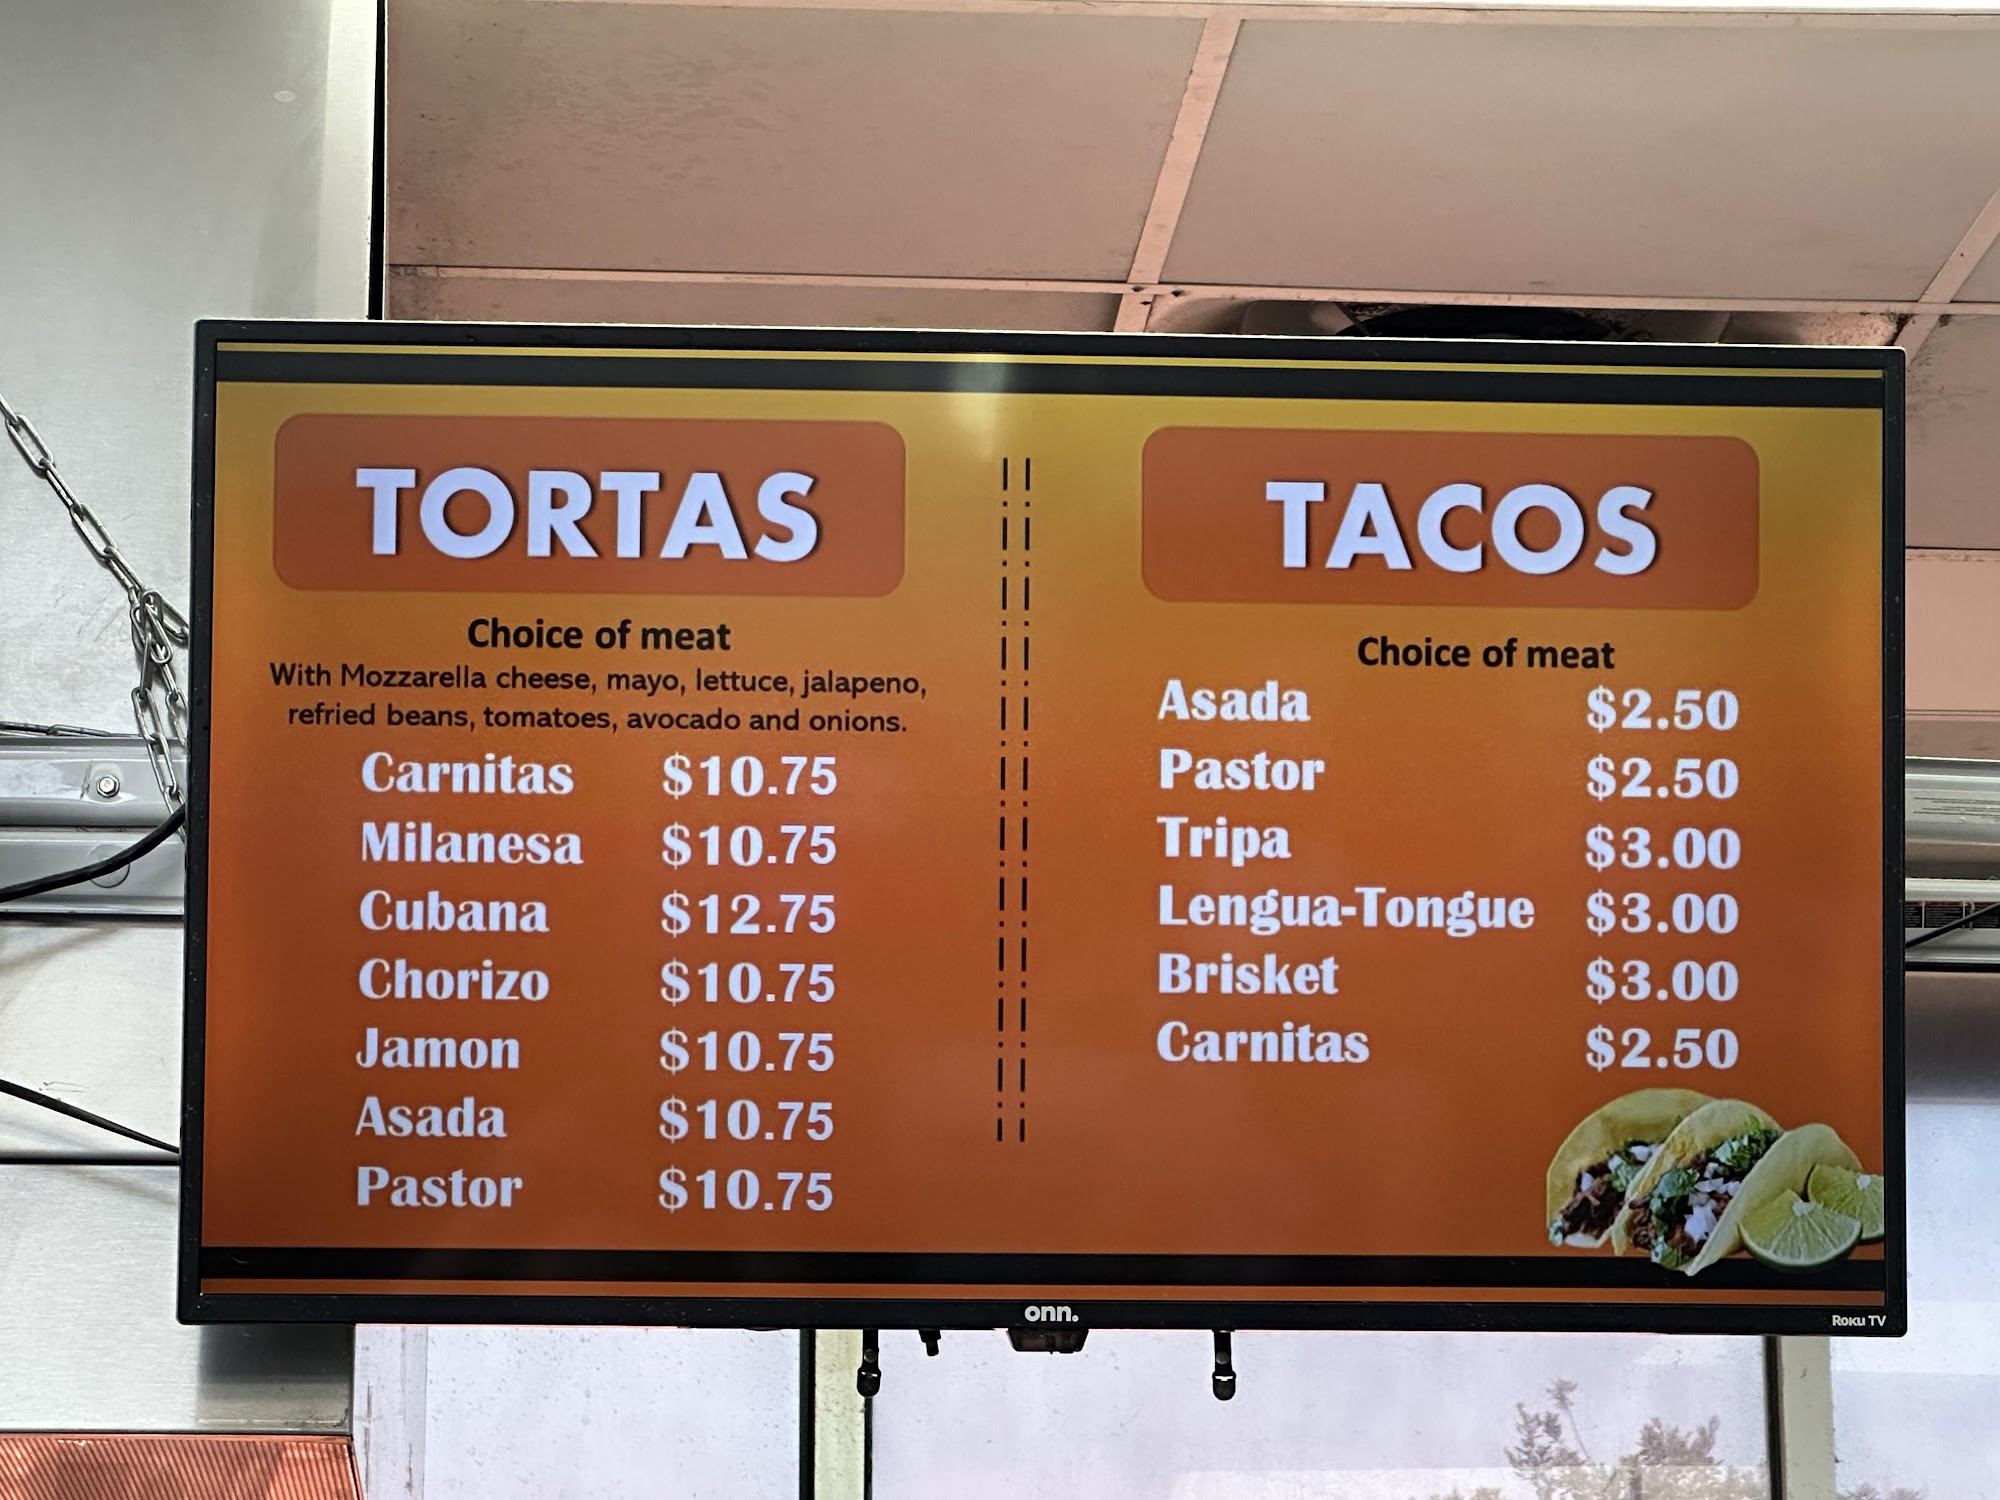 TORTAS
Choice of meat
With Mozzarella cheese, mayo, lettuce, jalapeno,
refried beans, tomatoes, avocado and onions.
Carnitas $10.75
Milanesa $10.75
Cubana $12.75
Chorizo $10.75
Jamon $10.75
Asada $10.75
Pastor $10.75
TACOS
Choice of meat
Asada $2.50
Pastor $2.50
Tripa $3.00
Lengua-Tongue $3.00
Brisket $3.00
Carnitas $2.50
onn.
Roku TV